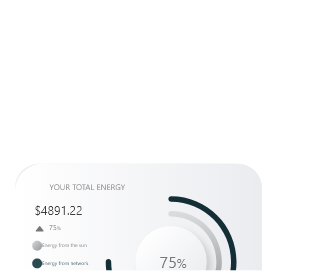 YOUR TOTAL ENERGY
$4891.22
75%
Energy from the sun
Energy from network
75%